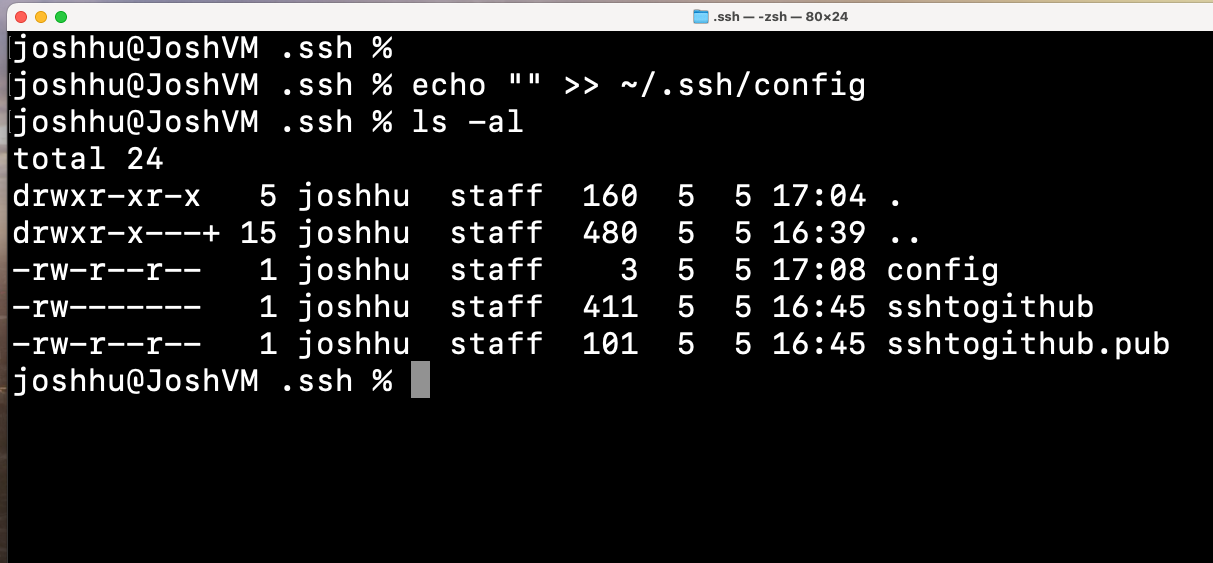 .ssh — -zsh — 80×24
joshhu@JoshVM .ssh %
joshhu@JoshVM .ssh % echo "" >> ~/.ssh/config
joshhu@JoshVM .ssh % ls -al
total 24
drwxr-xr-x   5 joshhu  staff  160  5  5 17:04 .
drwxr-x---+ 15 joshhu  staff  480  5  5 16:39 ..
-rw-r--r--   1 joshhu  staff    3  5  5 17:08 config
-rw-------   1 joshhu  staff  411  5  5 16:45 sshtogithub
-rw-r--r--   1 joshhu  staff  101  5  5 16:45 sshtogithub.pub
joshhu@JoshVM .ssh %